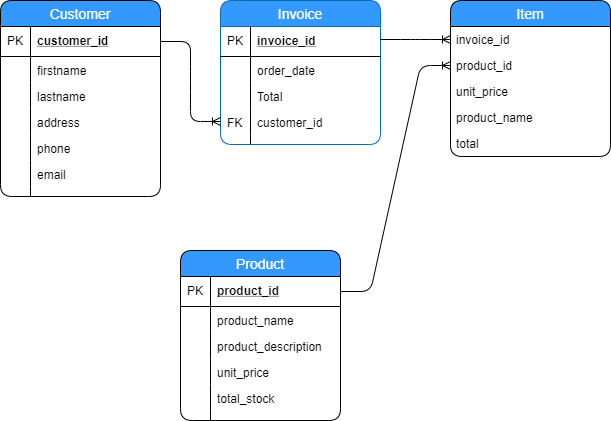 Customer
PK customer_id
firstname
lastname
address
phone
email
Invoice
PK invoice_id
order_date
Total
FK customer_id
Item
invoice_id
product_id
unit_price
product_name
total
Product
PK product_id
product_name
product_description
unit_price
total_stock